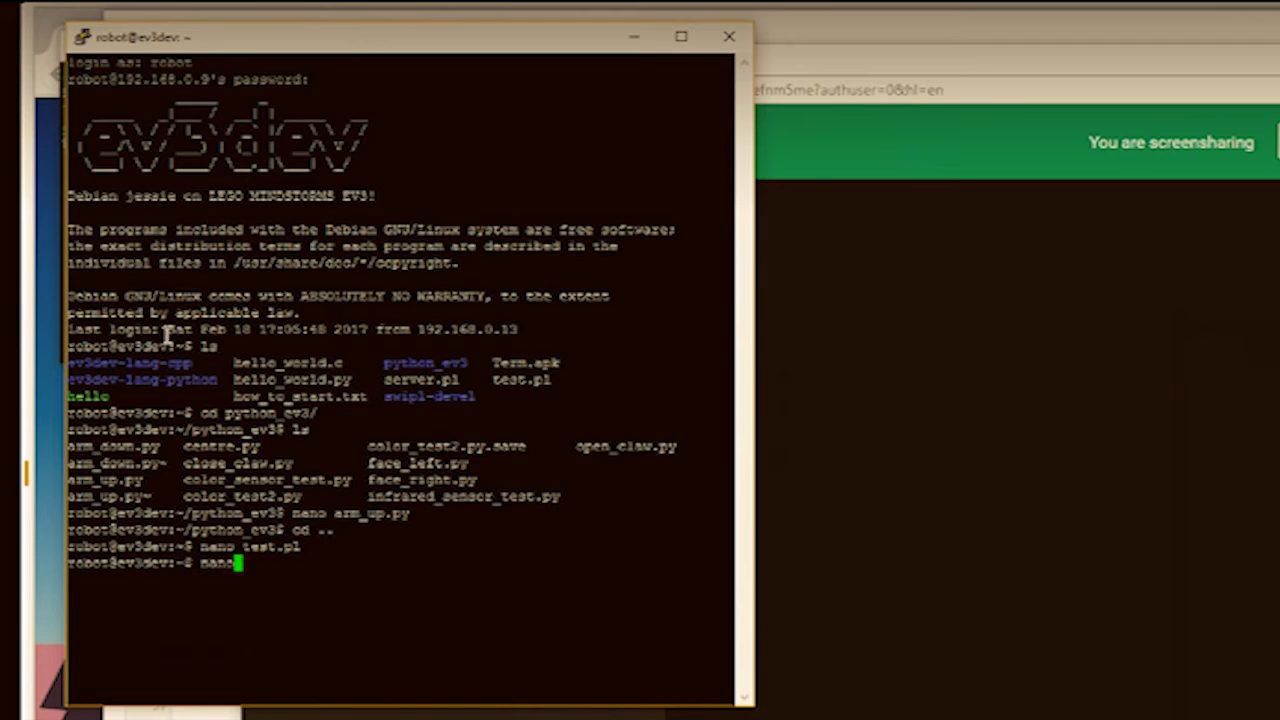 robot@ev3dev: ~
login as: robot
robot@192.168.0.9's password:
efnm5me?authuser=0&hl=en
ev3dev
You are screensharing
Debian jessie on LEGO MINDSTORMS EV3!
The programs included with the Debian GNU/Linux system are free software;
the exact distribution terms for each program are described in the
individual files in /usr/share/doc/*/copyright.
Debian GNU/Linux comes with ABSOLUTELY NO WARRANTY, to the extent
permitted by applicable law.
Last login: Sat Feb 18 17:05:48 2017 from 192.168.0.13
robot@ev3dev:~$ ls
ev3dev-lang-cpp hello_world.c python_ev3 Term.apk
ev3dev-lang-python hello_world.py server.pl test.pl
hello how_to_start.txt swipl-devel
robot@ev3dev:~$ cd python_ev3/
robot@ev3dev:~/python_ev3$ ls
arm_down.py centre.py color_test2.py.save open_claw.py
arm_down.py~ close_claw.py face_left.py
arm_up.py color_sensor_test.py face_right.py
arm_up.py~ color_test2.py infrared_sensor_test.py
robot@ev3dev:~/python_ev3$ nano arm_up.py
robot@ev3dev:~/python_ev3$ cd --
robot@ev3dev:~$ nano test.pl
robot@ev3dev:~$ nano